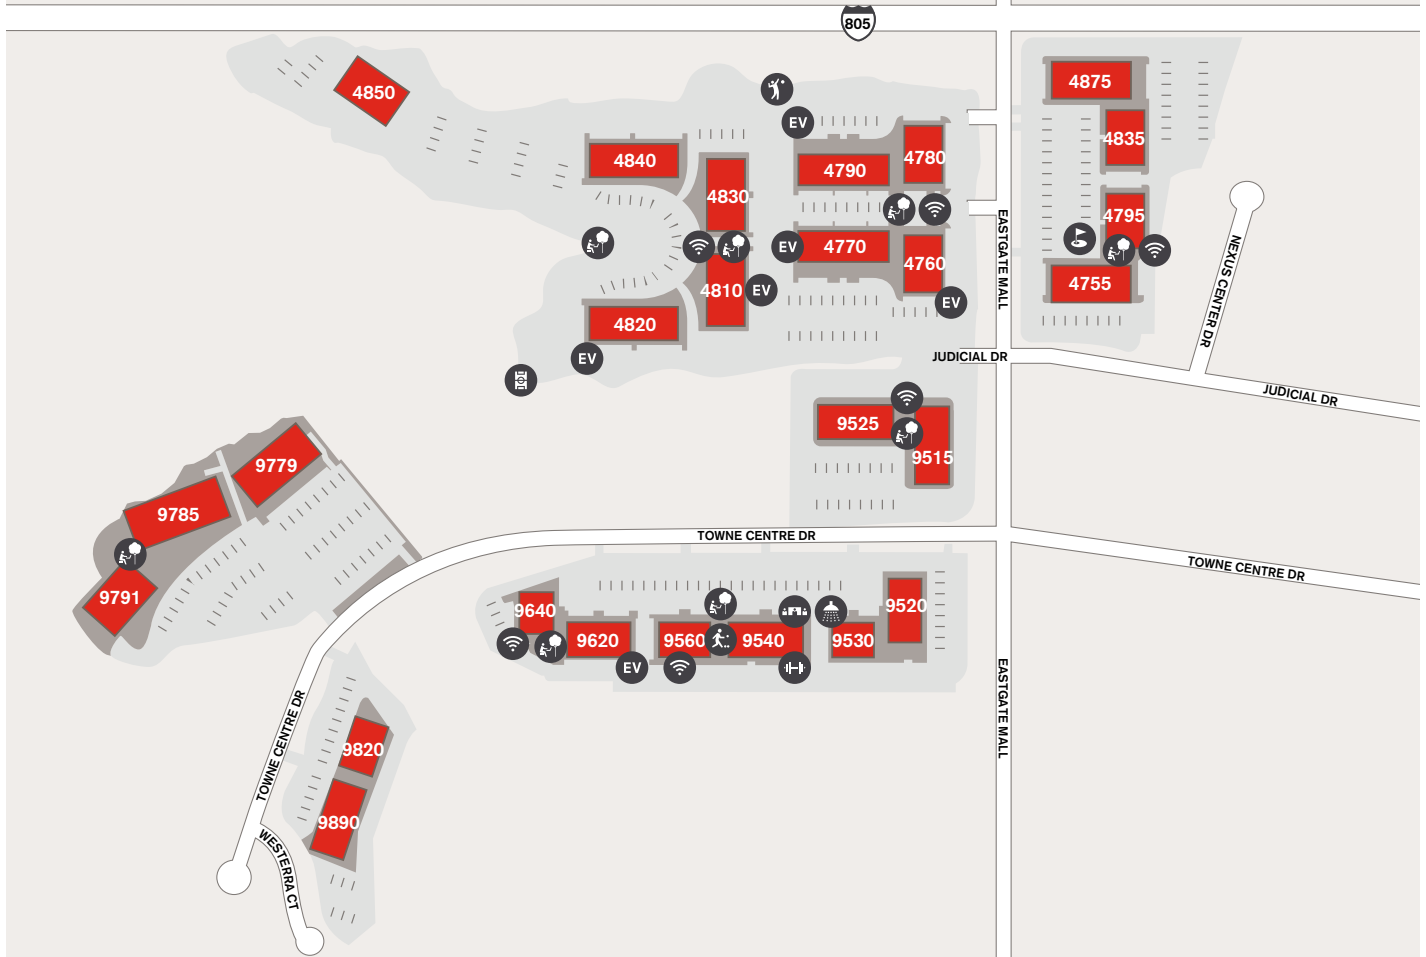 805
4850
4875
4835
EV
4840
4790
4780
4830
4795
EASTGATE MALL
NEXUS CENTER DR
EV
4770
4760
4755
4810
EV
EV
4820
EV
JUDICIAL DR
JUDICIAL DR
9525
9515
9779
9785
9791
TOWNE CENTRE DR
TOWNE CENTRE DR
9640
9620
9560
9540
9530
9520
EV
EASTGATE MALL
TOWNE CENTRE DR
9820
9890
WESTERRA CT